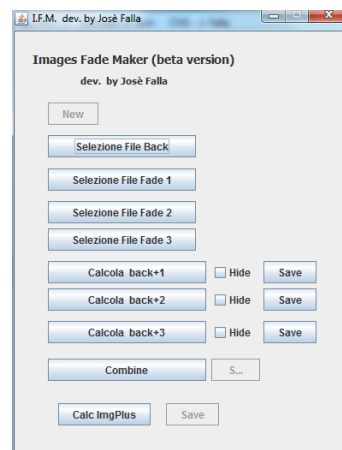 I.F.M. dev. by Josè Falla
Images Fade Maker (beta version)
dev. by Josè Falla
New
Selezione File Back
Selezione File Fade 1
Selezione File Fade 2
Selezione File Fade 3
Calcola back+1 Hide Save
Calcola back+2 Hide Save
Calcola back+3 Hide Save
Combine S...
Calc ImgPlus Save